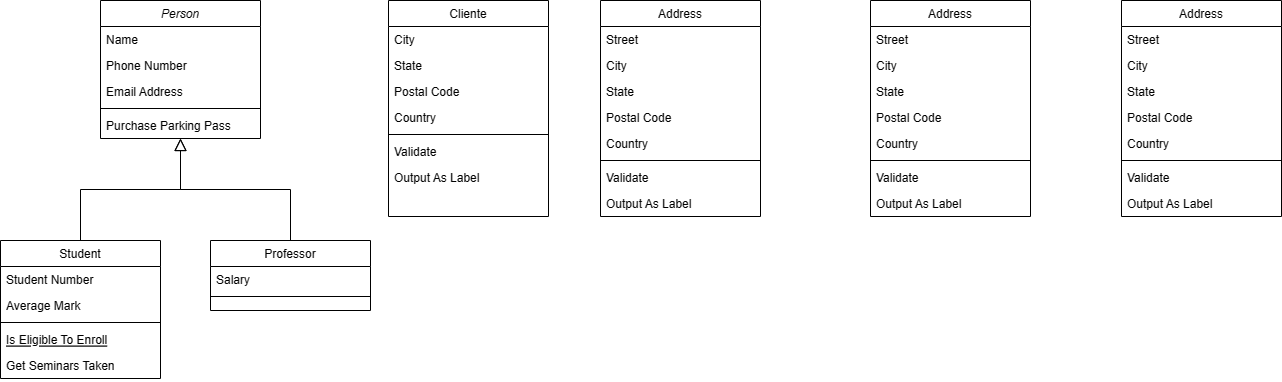 Person
Name
Phone Number
Email Address
Purchase Parking Pass
Student
Student Number
Average Mark
Is Eligible To Enroll
Get Seminars Taken
Professor
Salary
Cliente
City
State
Postal Code
Country
Validate
Output As Label
Address
Street
City
State
Postal Code
Country
Validate
Output As Label
Address
Street
City
State
Postal Code
Country
Validate
Output As Label
Address
Street
City
State
Postal Code
Country
Validate
Output As Label